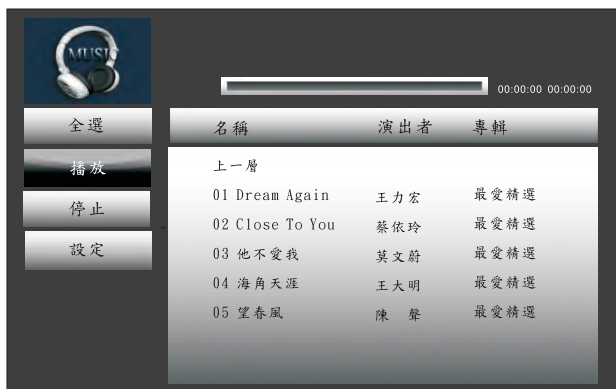 MUSIC
00:00:00 00:00:00
全選
播放
停止
設定
名稱 演出者 專輯
上一層
01 Dream Again 王力宏 最愛精選
02 Close To You 蔡依玲 最愛精選
03 他不愛我 莫文蔚 最愛精選
04 海角天涯 王大明 最愛精選
05 望春風 陳 聲 最愛精選